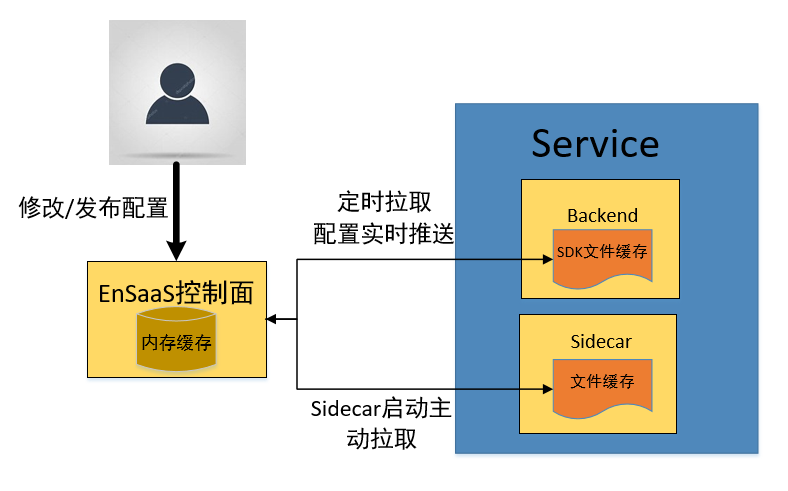 Service
修改/发布配置
定时拉取
配置实时推送
Backend
SDK文件缓存
EnSaaS控制面
内存缓存
Sidecar
文件缓存
Sidecar启动主
动拉取